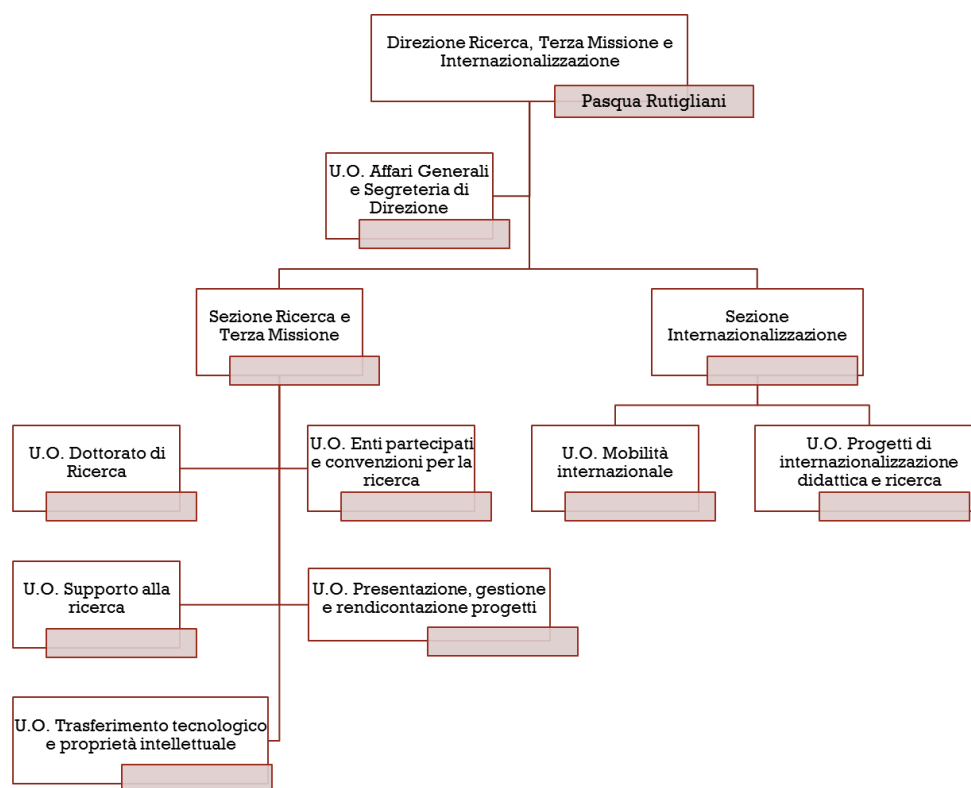 Direzione Ricerca, Terza Missione e
Internazionalizzazione
Pasqua Rutigliani
U.O. Affari Generali
e Segreteria di
Direzione
Sezione Ricerca e
Terza Missione
Sezione
Internazionalizzazione
U.O. Dottorato di
Ricerca
U.O. Enti partecipati
e convenzioni per la
ricerca
U.O. Mobilità
internazionale
U.O. Progetti di
internazionalizzazione
didattica e ricerca
U.O. Supporto alla
ricerca
U.O. Presentazione, gestione
e rendicontazione progetti
U.O. Trasferimento tecnologico
e proprietà intellettuale